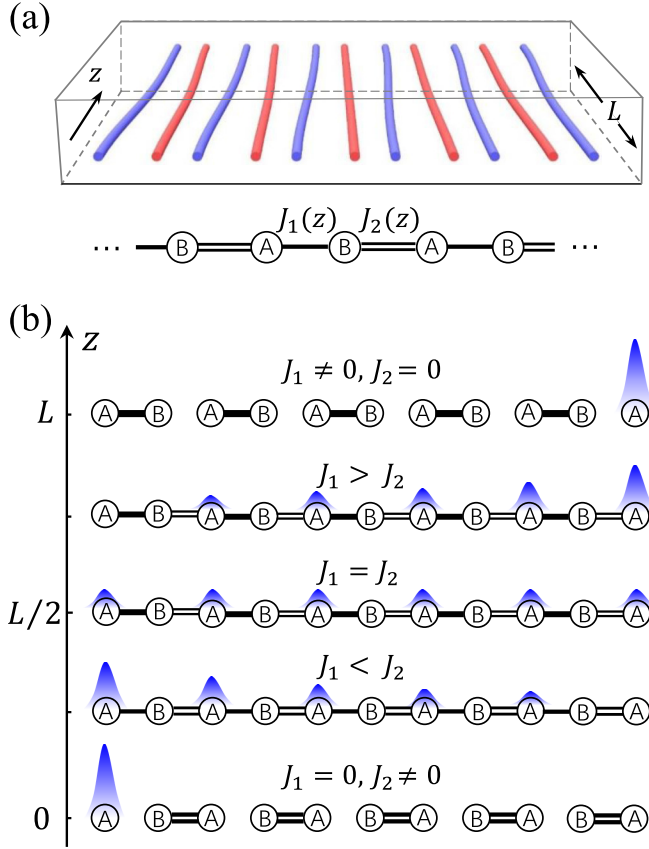 (a)
z
L
J₁(z) J₂(z)
··· B A B A B ···
(b)
z
J₁ ≠ 0, J₂ = 0
L A B A B A B A B A B A
J₁ > J₂
A B A B A B A B A B A
J₁ = J₂
L/2 A B A B A B A B A B A
J₁ < J₂
A B A B A B A B A B A
J₁ = 0, J₂ ≠ 0
0 A B A B A B A B A B A